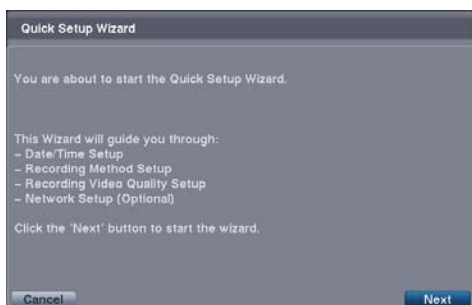 Quick Setup Wizard
You are about to start the Quick Setup Wizard.
This Wizard will guide you through:
– Date/Time Setup
– Recording Method Setup
– Recording Video Quality Setup
– Network Setup (Optional)
Click the 'Next' button to start the wizard.
Cancel
Next